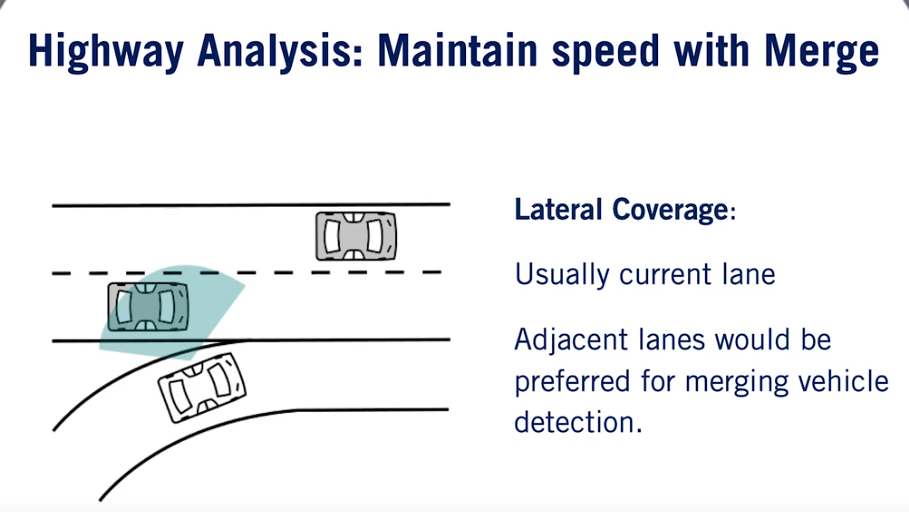 Highway Analysis: Maintain speed with Merge
Lateral Coverage:
Usually current lane
Adjacent lanes would be
preferred for merging vehicle
detection.